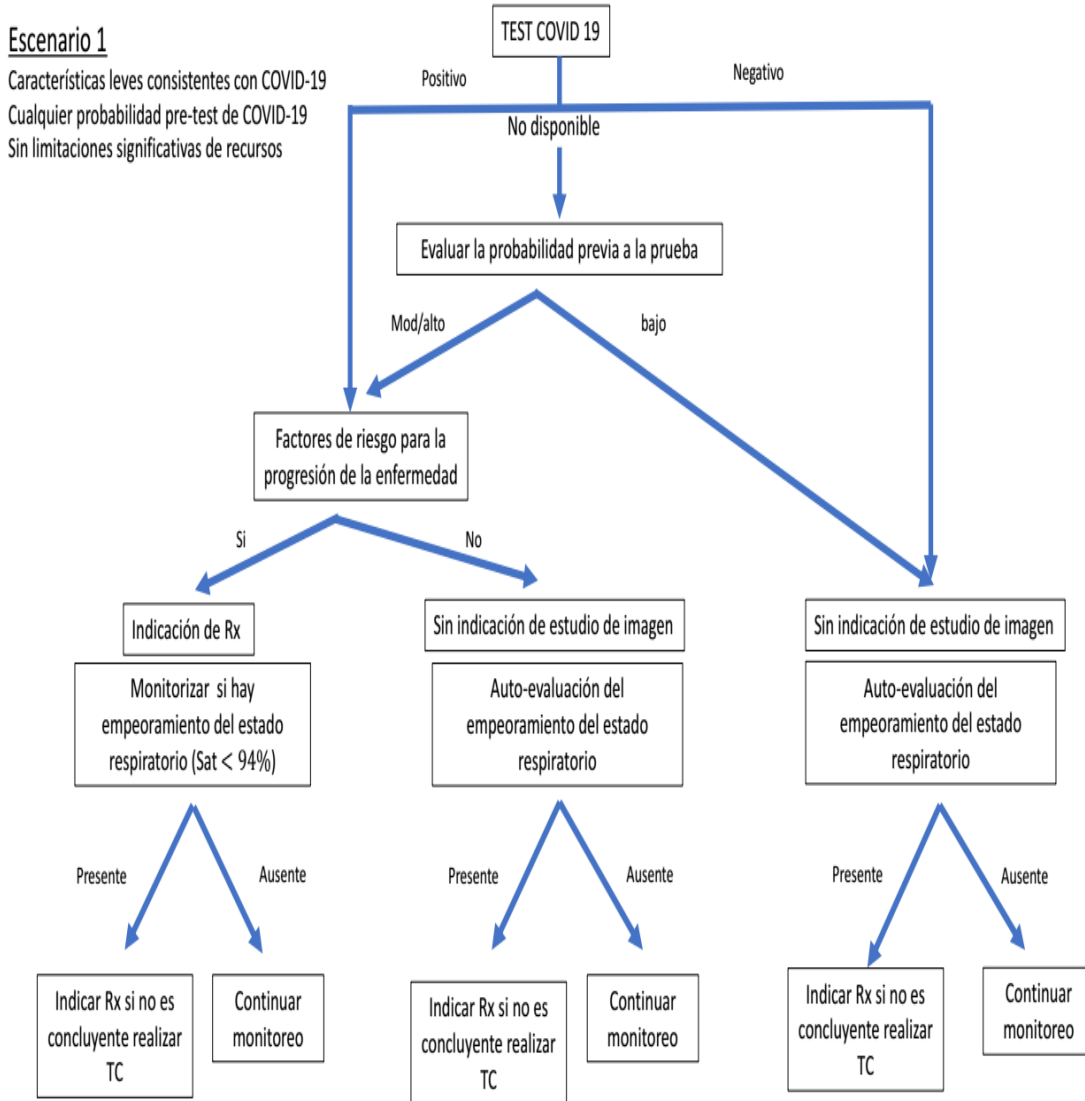 Escenario 1
Características leves consistentes con COVID-19
Cualquier probabilidad pre-test de COVID-19
Sin limitaciones significativas de recursos
TEST COVID 19
Positivo
Negativo
No disponible
Evaluar la probabilidad previa a la prueba
Mod/alto
bajo
Factores de riesgo para la
progresión de la enfermedad
Si
No
Indicación de Rx
Monitorizar si hay
empeoramiento del estado
respiratorio (Sat < 94%)
Sin indicación de estudio de imagen
Auto-evaluación del
empeoramiento del estado
respiratorio
Sin indicación de estudio de imagen
Auto-evaluación del
empeoramiento del estado
respiratorio
Presente
Ausente
Presente
Ausente
Presente
Ausente
Indicar Rx si no es
concluyente realizar
TC
Continuar
monitoreo
Indicar Rx si no es
concluyente realizar
TC
Continuar
monitoreo
Indicar Rx si no es
concluyente realizar
TC
Continuar
monitoreo